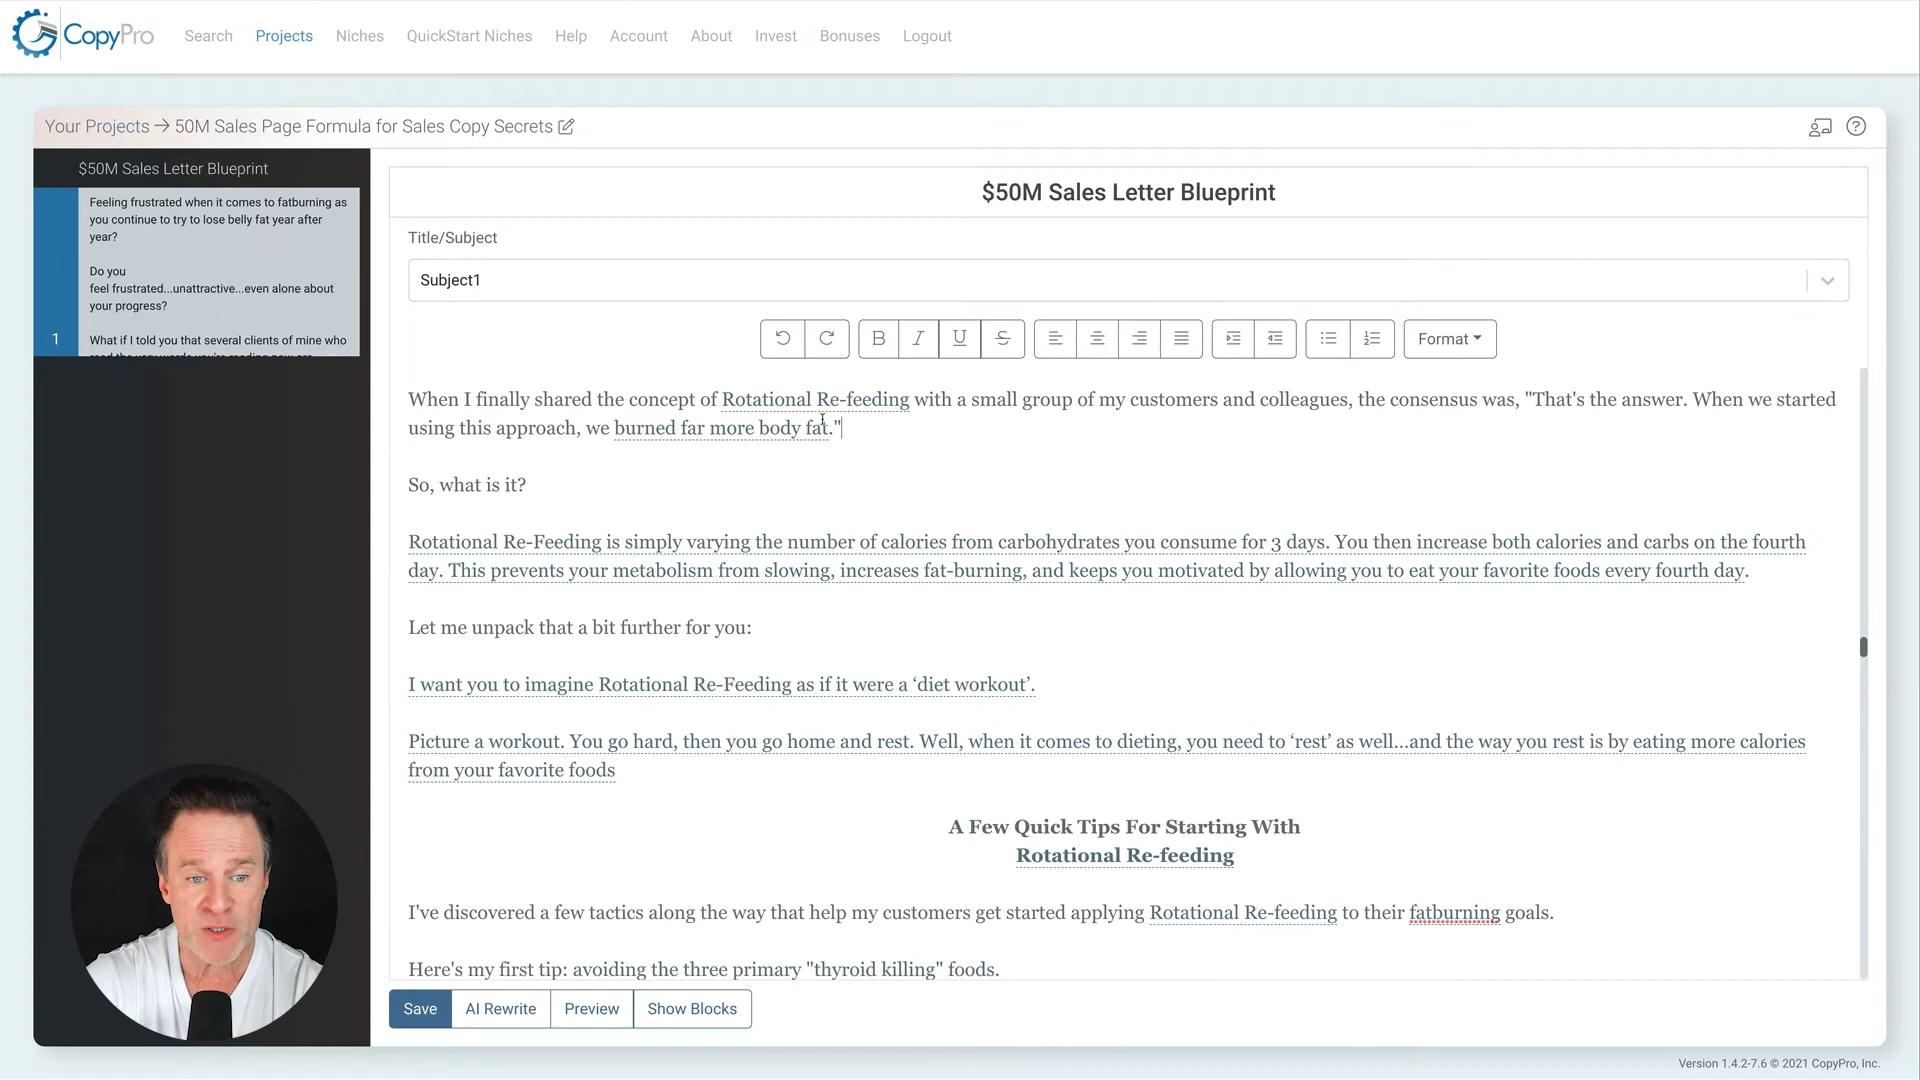 CopyPro
Search Projects Niches QuickStart Niches Help Account About Invest Bonuses Logout
Your Projects → 50M Sales Page Formula for Sales Copy Secrets
$50M Sales Letter Blueprint
Feeling frustrated when it comes to fatburning as
you continue to try to lose belly fat year after
year?
Do you
feel frustrated...unattractive...even alone about
your progress?
1
What if I told you that several clients of mine who
read the very words you're reading now are
$50M Sales Letter Blueprint
Title/Subject
Subject1
B I U S Format
When I finally shared the concept of Rotational Re-feeding with a small group of my customers and colleagues, the consensus was, "That's the answer. When we started
using this approach, we burned far more body fat."
So, what is it?
Rotational Re-Feeding is simply varying the number of calories from carbohydrates you consume for 3 days. You then increase both calories and carbs on the fourth
day. This prevents your metabolism from slowing, increases fat-burning, and keeps you motivated by allowing you to eat your favorite foods every fourth day.
Let me unpack that a bit further for you:
I want you to imagine Rotational Re-Feeding as if it were a ‘diet workout’.
Picture a workout. You go hard, then you go home and rest. Well, when it comes to dieting, you need to ‘rest’ as well...and the way you rest is by eating more calories
from your favorite foods
A Few Quick Tips For Starting With
Rotational Re-feeding
I've discovered a few tactics along the way that help my customers get started applying Rotational Re-feeding to their fatburning goals.
Here's my first tip: avoiding the three primary "thyroid killing" foods.
Save AI Rewrite Preview Show Blocks
Version 1.4.2-7.6 © 2021 CopyPro, Inc.